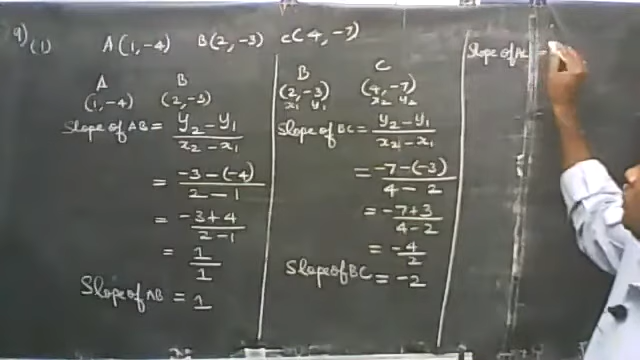 9) (1) A(1,-4) B(2,-3) C(4,-7)
A B
(1,-4) (2,-3)
Slope of AB = y₂-y₁ / x₂-x₁
= -3-(-4) / 2-1
= -3+4 / 2-1
= 1 / 1
Slope of AB = 1
B C
(2,-3) (4,-7)
x₁ y₁ x₂ y₂
Slope of BC = y₂-y₁ / x₂-x₁
= -7-(-3) / 4-2
= -7+3 / 4-2
= -4 / 2
Slope of BC = -2
Slope of AC =